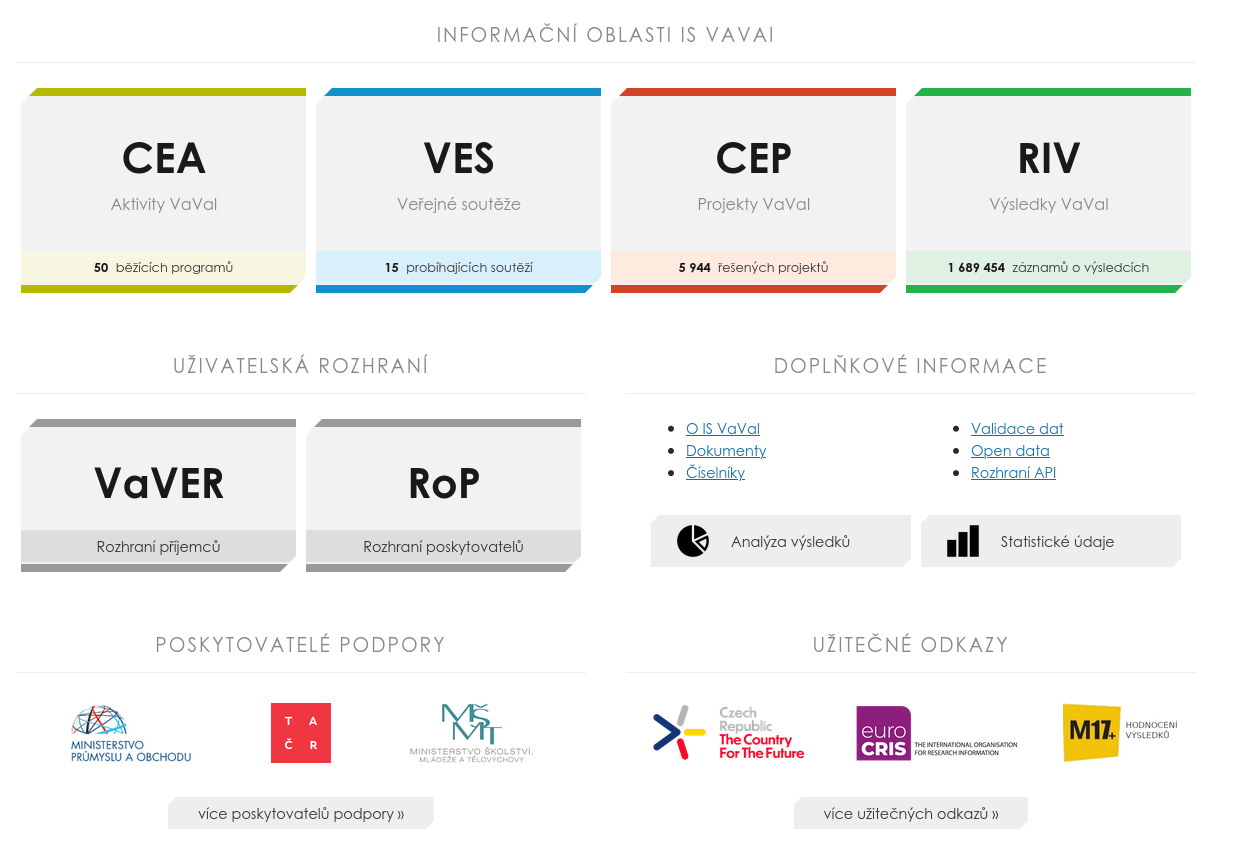 INFORMAČNÍ OBLASTI IS VAVAI
CEA
Aktivity VaVaI
50 běžících programů
VES
Veřejné soutěže
15 probíhajících soutěží
CEP
Projekty VaVaI
5 944 řešených projektů
RIV
Výsledky VaVaI
1 689 454 záznamů o výsledcích
UŽIVATELSKÁ ROZHRANÍ
VaVER
Rozhraní příjemců
RoP
Rozhraní poskytovatelů
DOPLŇKOVÉ INFORMACE
O IS VaVaI
Dokumenty
Číselníky
Validace dat
Open data
Rozhraní API
Analýza výsledků
Statistické údaje
POSKYTOVATELÉ PODPORY
MINISTERSTVO
PRŮMYSLU A OBCHODU
T A
Č R
MŠ
MT
MINISTERSTVO ŠKOLSTVÍ,
MLÁDEŽE A TĚLOVÝCHOVY
více poskytovatelů podpory »
UŽITEČNÉ ODKAZY
Czech
Republic
The Country
For The Future
euro
CRIS
THE INTERNATIONAL ORGANISATION
FOR RESEARCH INFORMATION
M17+
HODNOCENÍ
VÝSLEDKŮ
více užitečných odkazů »